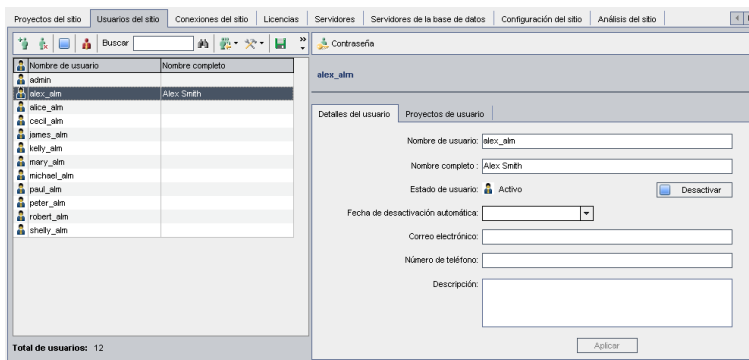 Proyectos del sitio Usuarios del sitio Conexiones del sitio Licencias Servidores Servidores de la base de datos Configuración del sitio Análisis del sitio
Buscar
Contraseña
Nombre de usuario Nombre completo
admin
alex_alm Alex Smith
alice_alm
cecil_alm
james_alm
kelly_alm
mary_alm
michael_alm
paul_alm
peter_alm
robert_alm
shelly_alm
Total de usuarios: 12
alex_alm
Detalles del usuario Proyectos de usuario
Nombre de usuario: alex_alm
Nombre completo : Alex Smith
Estado de usuario: Activo Desactivar
Fecha de desactivación automática:
Correo electrónico:
Número de teléfono:
Descripción:
Aplicar